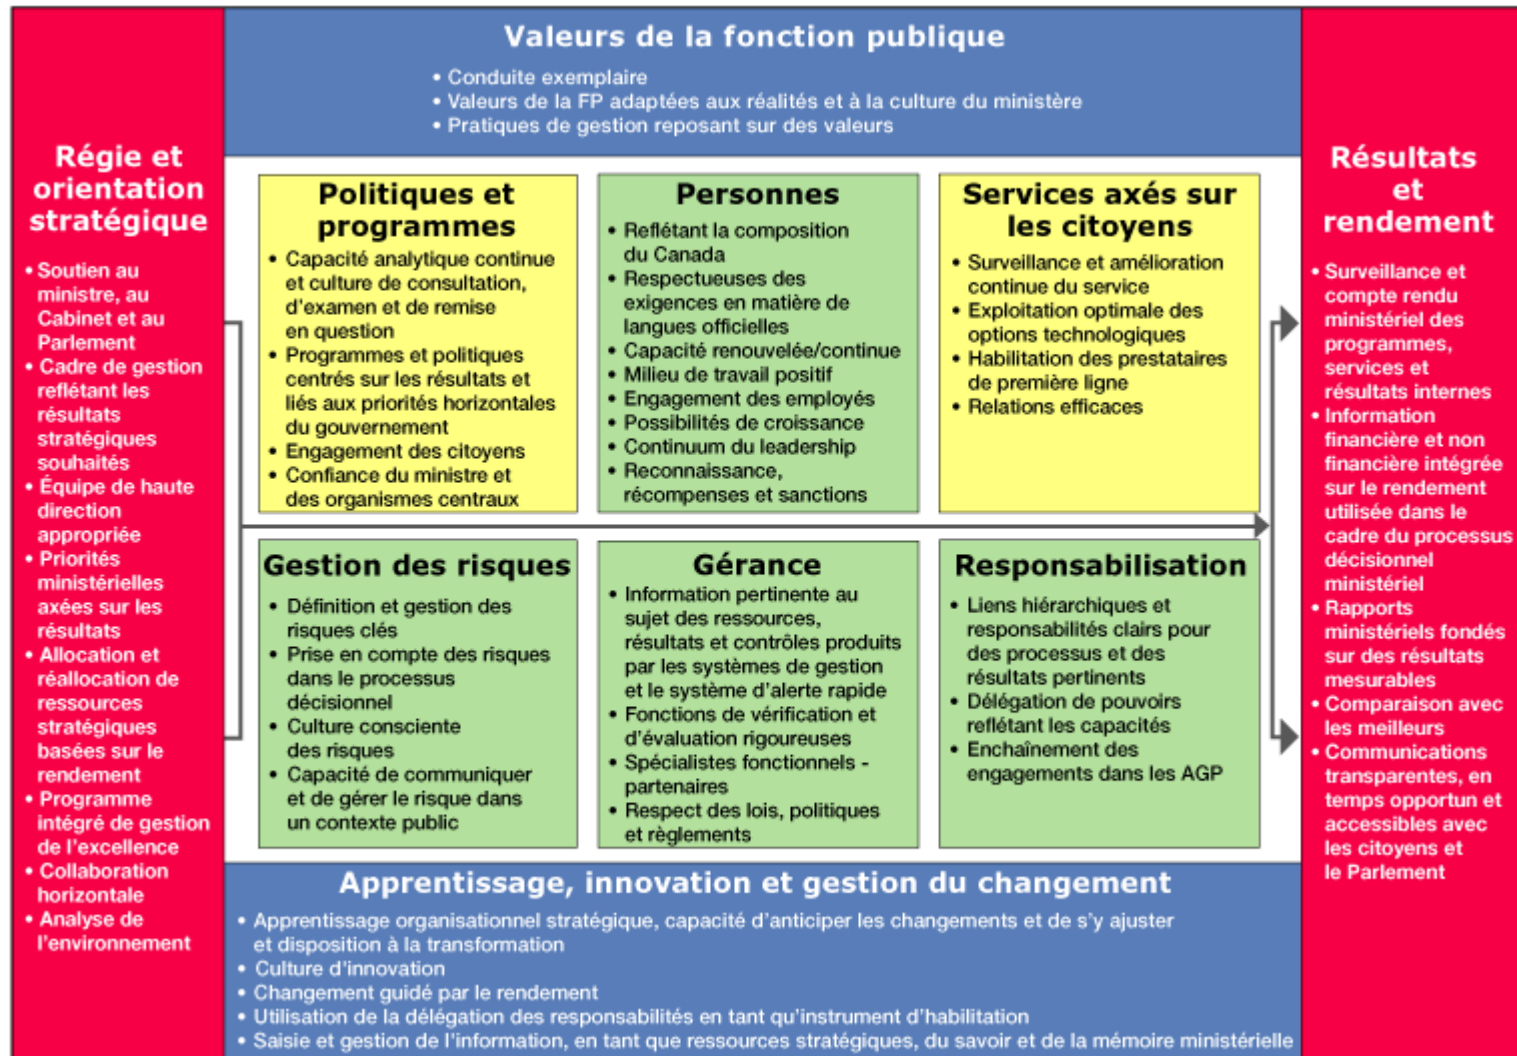 Valeurs de la fonction publique
• Conduite exemplaire
• Valeurs de la FP adaptées aux réalités et à la culture du ministère
• Pratiques de gestion reposant sur des valeurs
Régie et
orientation
stratégique
• Soutien au
ministre, au
Cabinet et au
Parlement
• Cadre de gestion
reflétant les
résultats
stratégiques
souhaités
• Équipe de haute
direction
appropriée
• Priorités
ministérielles
axées sur les
résultats
• Allocation et
réallocation de
ressources
stratégiques
basées sur le
rendement
• Programme
intégré de gestion
de l'excellence
• Collaboration
horizontale
• Analyse de
l'environnement
Politiques et
programmes
• Capacité analytique continue
et culture de consultation,
d'examen et de remise
en question
• Programmes et politiques
centrés sur les résultats et
liés aux priorités horizontales
du gouvernement
• Engagement des citoyens
• Confiance du ministre et
des organismes centraux
Personnes
• Reflétant la composition
du Canada
• Respectueuses des
exigences en matière de
langues officielles
• Capacité renouvelée/continue
• Milieu de travail positif
• Engagement des employés
• Possibilités de croissance
• Continuum du leadership
• Reconnaissance,
récompenses et sanctions
Services axés sur
les citoyens
• Surveillance et amélioration
continue du service
• Exploitation optimale des
options technologiques
• Habilitation des prestataires
de première ligne
• Relations efficaces
Gestion des risques
• Définition et gestion des
risques clés
• Prise en compte des risques
dans le processus
décisionnel
• Culture consciente
des risques
• Capacité de communiquer
et de gérer le risque dans
un contexte public
Gérance
• Information pertinente au
sujet des ressources,
résultats et contrôles produits
par les systèmes de gestion
et le système d'alerte rapide
• Fonctions de vérification et
d'évaluation rigoureuses
• Spécialistes fonctionnels -
partenaires
• Respect des lois, politiques
et règlements
Responsabilisation
• Liens hiérarchiques et
responsabilités clairs pour
des processus et des
résultats pertinents
• Délégation de pouvoirs
reflétant les capacités
• Enchaînement des
engagements dans les AGP
Résultats
et
rendement
• Surveillance et
compte rendu
ministériel des
programmes,
services et
résultats internes
• Information
financière et non
financière intégrée
sur le rendement
utilisée dans le
cadre du processus
décisionnel
ministériel
• Rapports
ministériels fondés
sur des résultats
mesurables
• Comparaison avec
les meilleurs
• Communications
transparentes, en
temps opportun et
accessibles avec
les citoyens et
le Parlement
Apprentissage, innovation et gestion du changement
• Apprentissage organisationnel stratégique, capacité d'anticiper les changements et de s'y ajuster
et disposition à la transformation
• Culture d'innovation
• Changement guidé par le rendement
• Utilisation de la délégation des responsabilités en tant qu'instrument d'habilitation
• Saisie et gestion de l'information, en tant que ressources stratégiques, du savoir et de la mémoire ministérielle